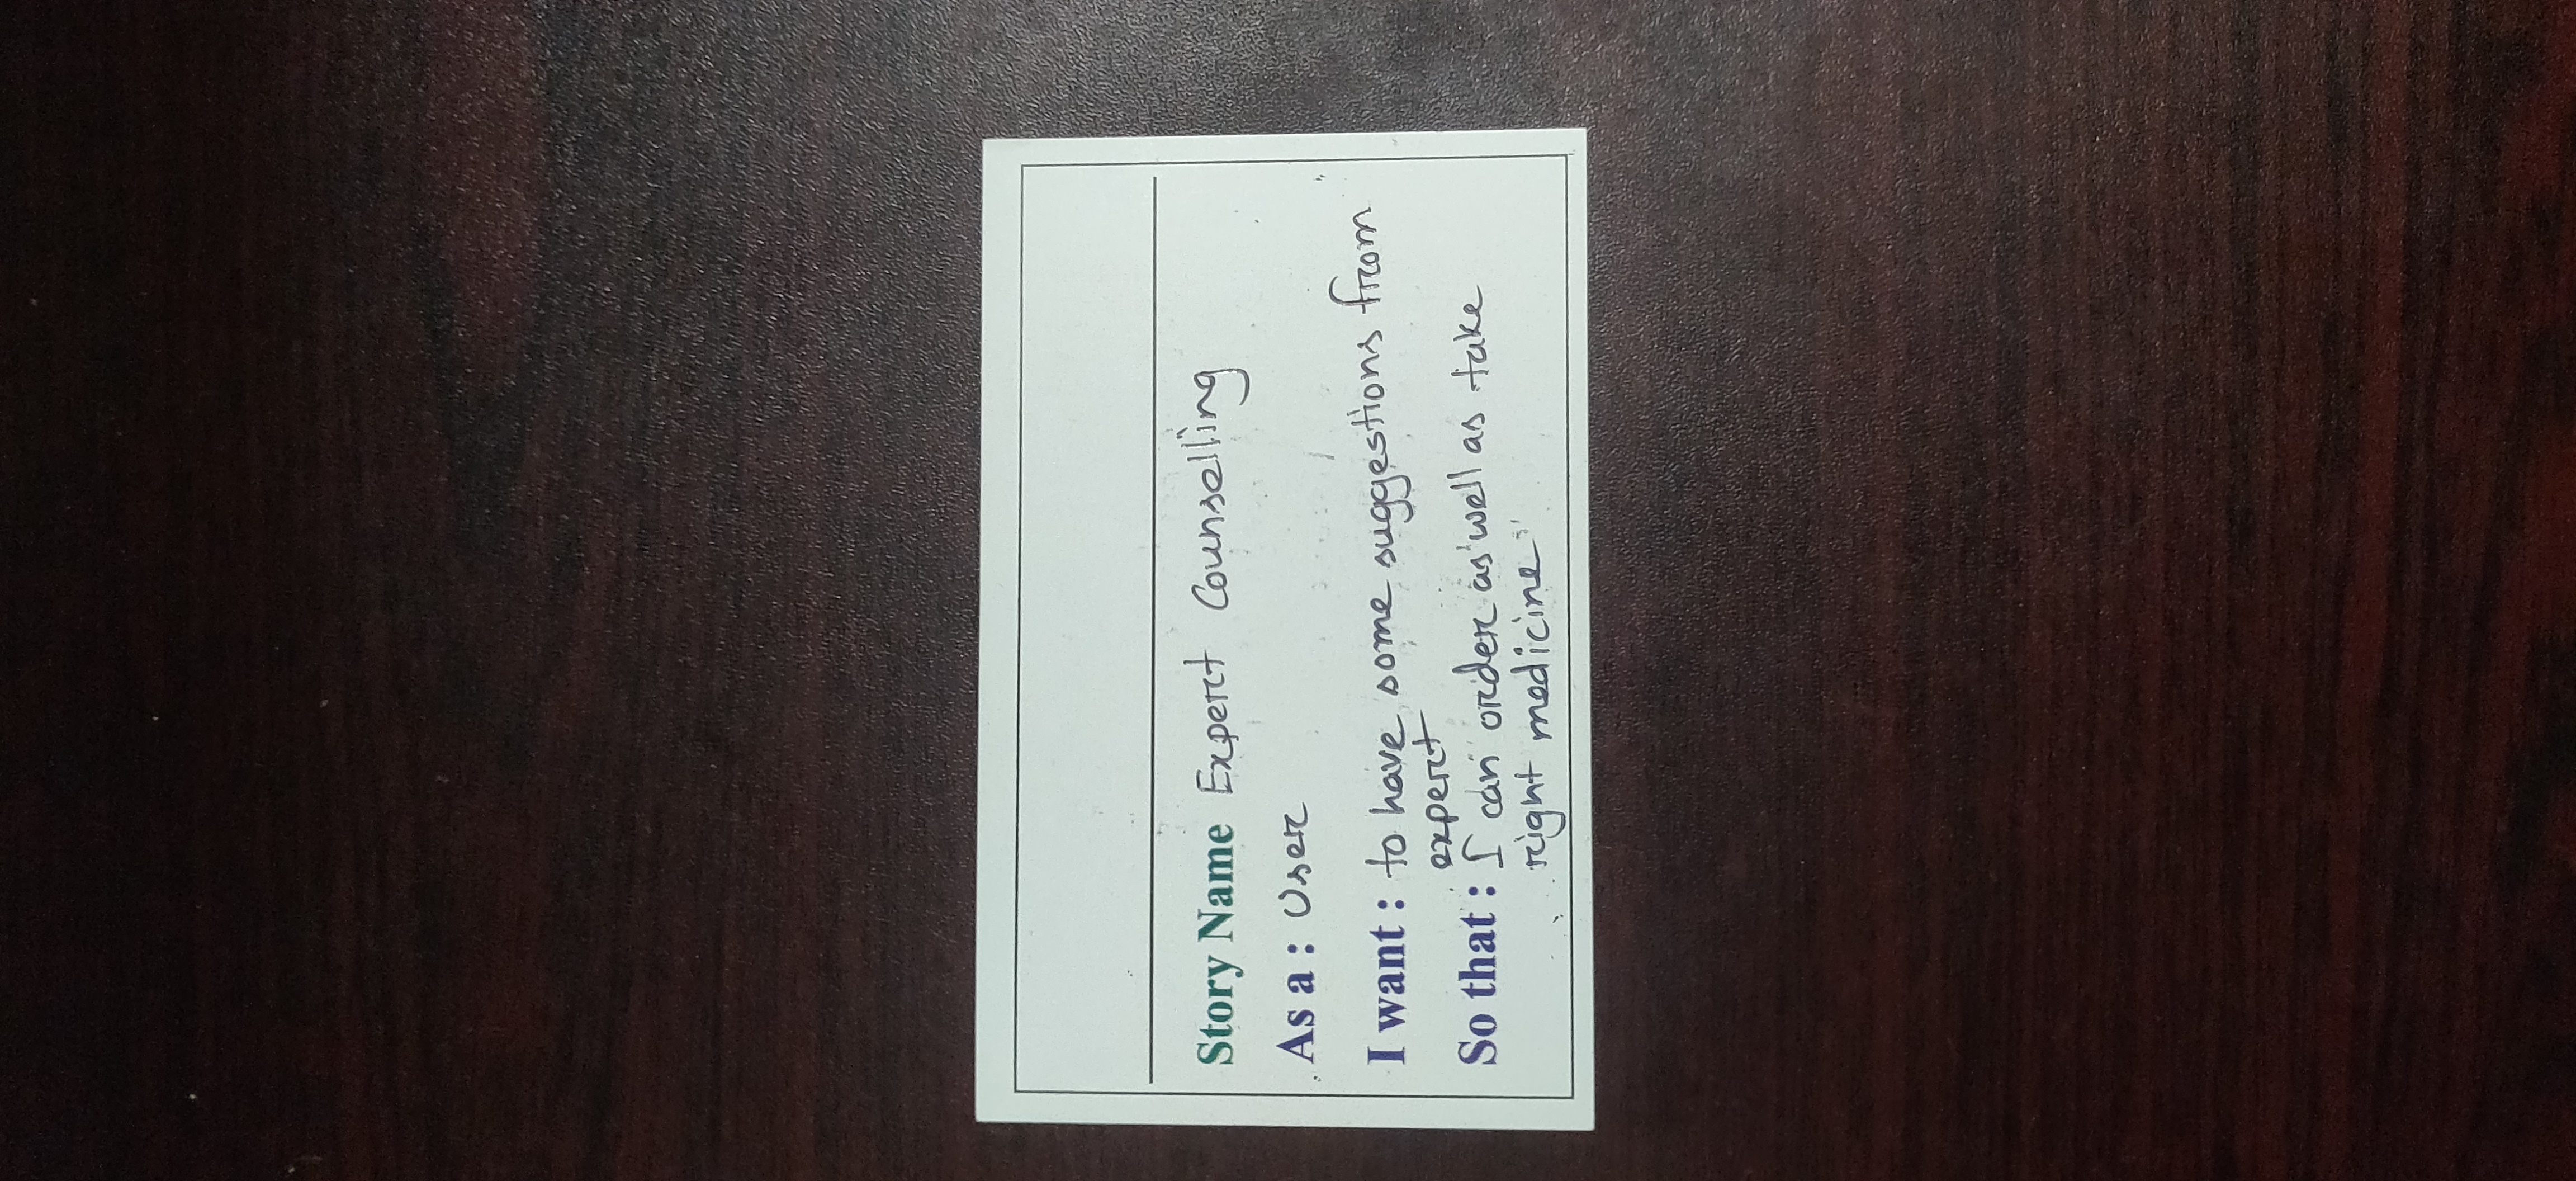 Story Name Expert Counselling
As a : User
I want : to have some suggestions from
expert
So that : I can order as well as take
right medicine